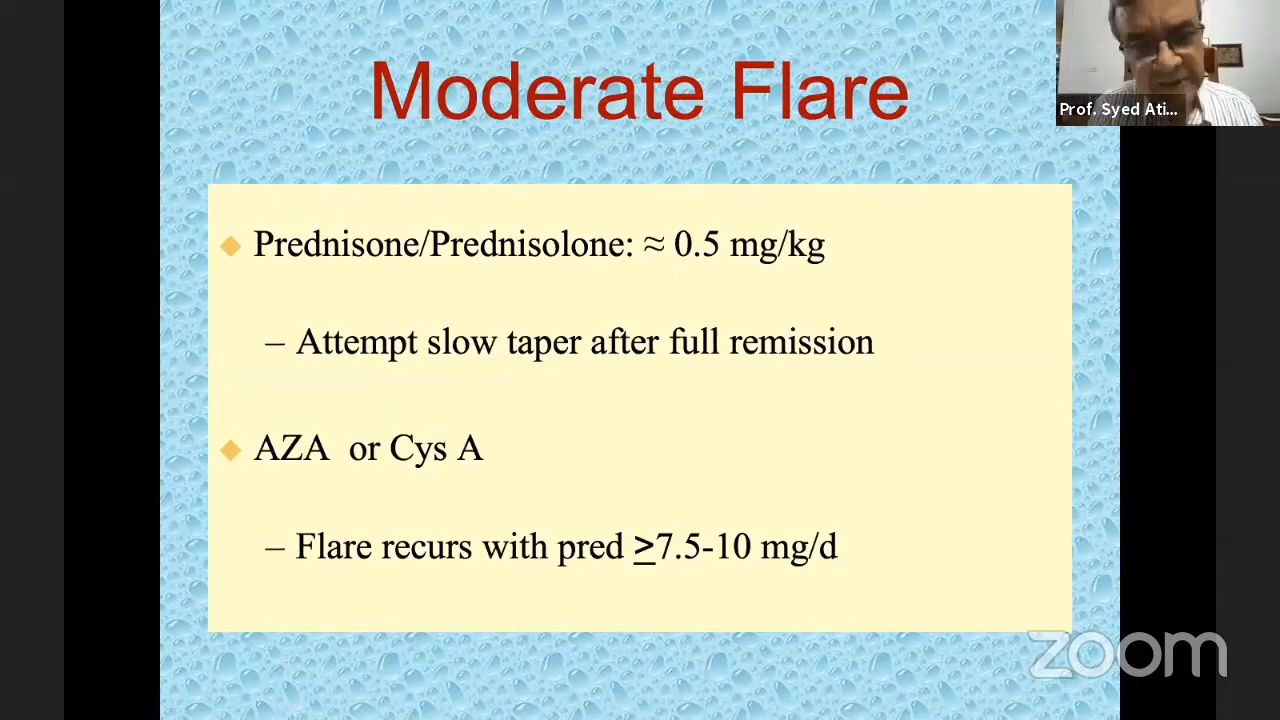 Moderate Flare
Prof. Syed Ati...
Prednisone/Prednisolone: ≈ 0.5 mg/kg
– Attempt slow taper after full remission
AZA or Cys A
– Flare recurs with pred ≥7.5-10 mg/d
zoom